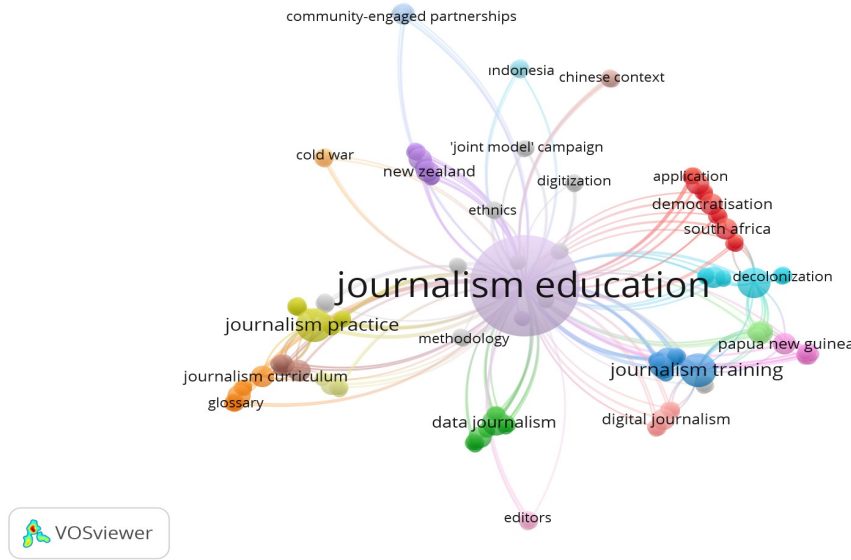 community-engaged partnerships
indonesia
chinese context
cold war
'joint model' campaign
new zealand
digitization
application
democratisation
ethnics
south africa
decolonization
journalism education
journalism practice
methodology
papua new guinea
journalism training
journalism curriculum
glossary
data journalism
digital journalism
editors
VOSviewer